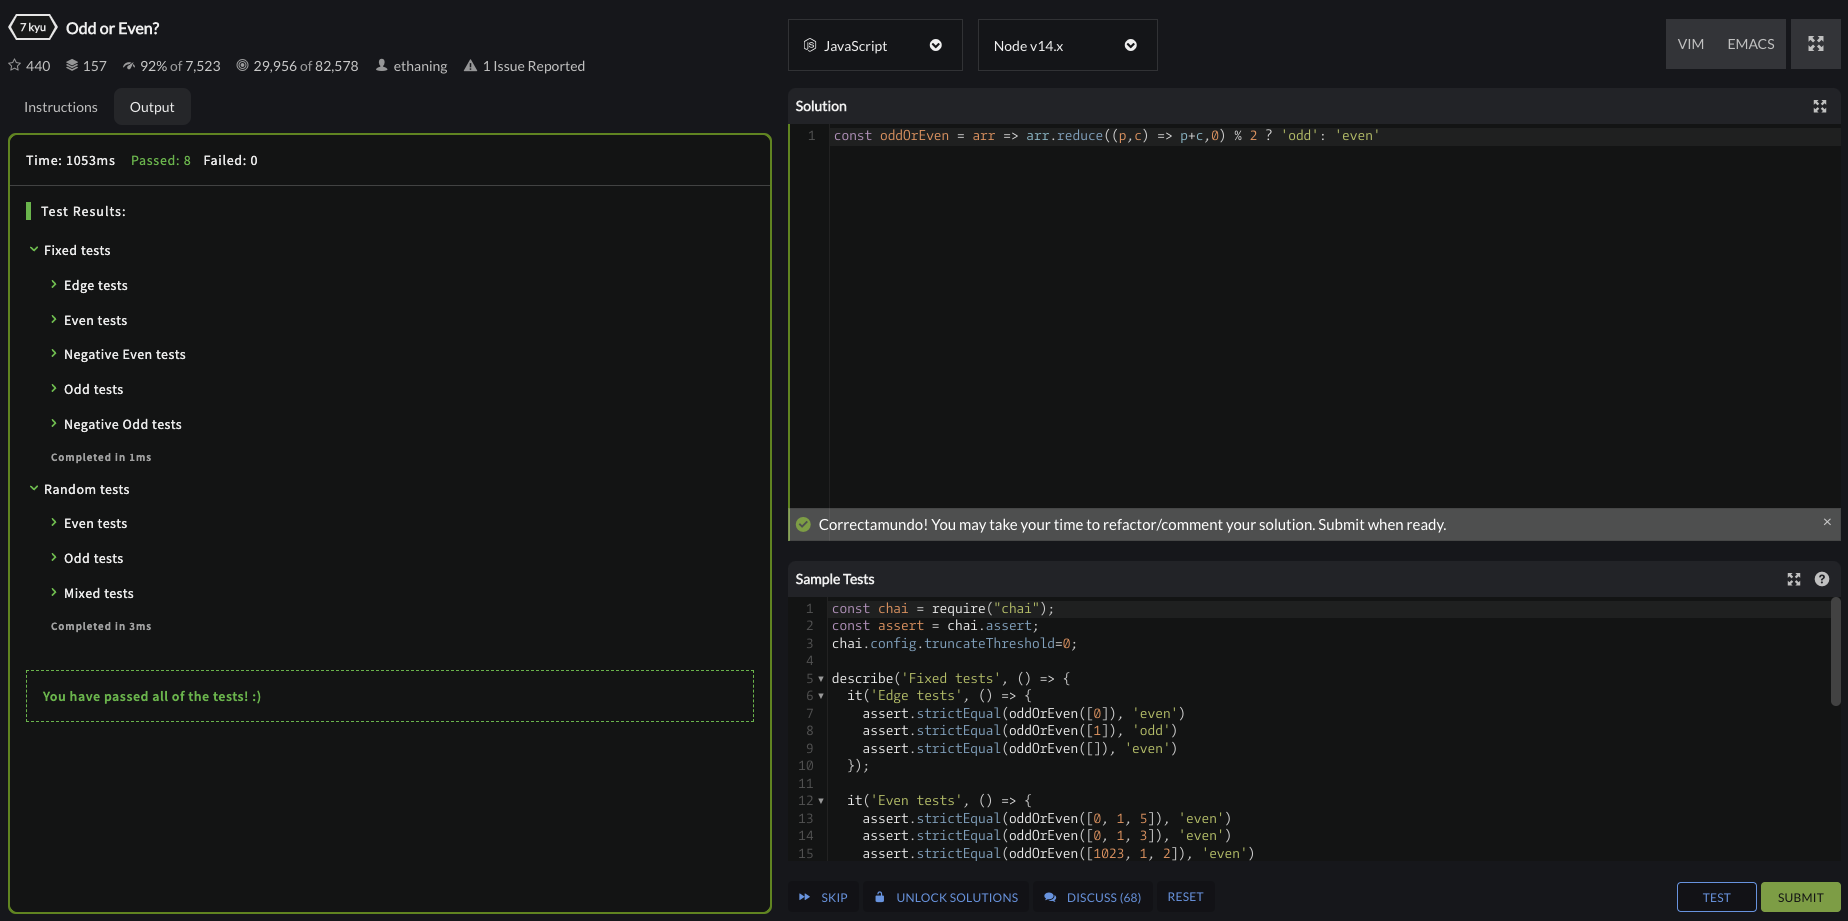 7 kyu Odd or Even?
440 157 92% of 7,523 29,956 of 82,578 ethaning 1 Issue Reported
Instructions Output
Time: 1053ms Passed: 8 Failed: 0
Test Results:
Fixed tests
Edge tests
Even tests
Negative Even tests
Odd tests
Negative Odd tests
Completed in 1ms
Random tests
Even tests
Odd tests
Mixed tests
Completed in 3ms
You have passed all of the tests! :)
JavaScript Node v14.x VIM EMACS
Solution
1 const oddOrEven = arr => arr.reduce((p,c) => p+c,0) % 2 ? 'odd': 'even'
Correctamundo! You may take your time to refactor/comment your solution. Submit when ready. ×
Sample Tests ?
1 const chai = require("chai");
2 const assert = chai.assert;
3 chai.config.truncateThreshold=0;
4
5 describe('Fixed tests', () => {
6   it('Edge tests', () => {
7     assert.strictEqual(oddOrEven([0]), 'even')
8     assert.strictEqual(oddOrEven([1]), 'odd')
9     assert.strictEqual(oddOrEven([]), 'even')
10   });
11
12   it('Even tests', () => {
13     assert.strictEqual(oddOrEven([0, 1, 5]), 'even')
14     assert.strictEqual(oddOrEven([0, 1, 3]), 'even')
15     assert.strictEqual(oddOrEven([1023, 1, 2]), 'even')
SKIP UNLOCK SOLUTIONS DISCUSS (68) RESET TEST SUBMIT